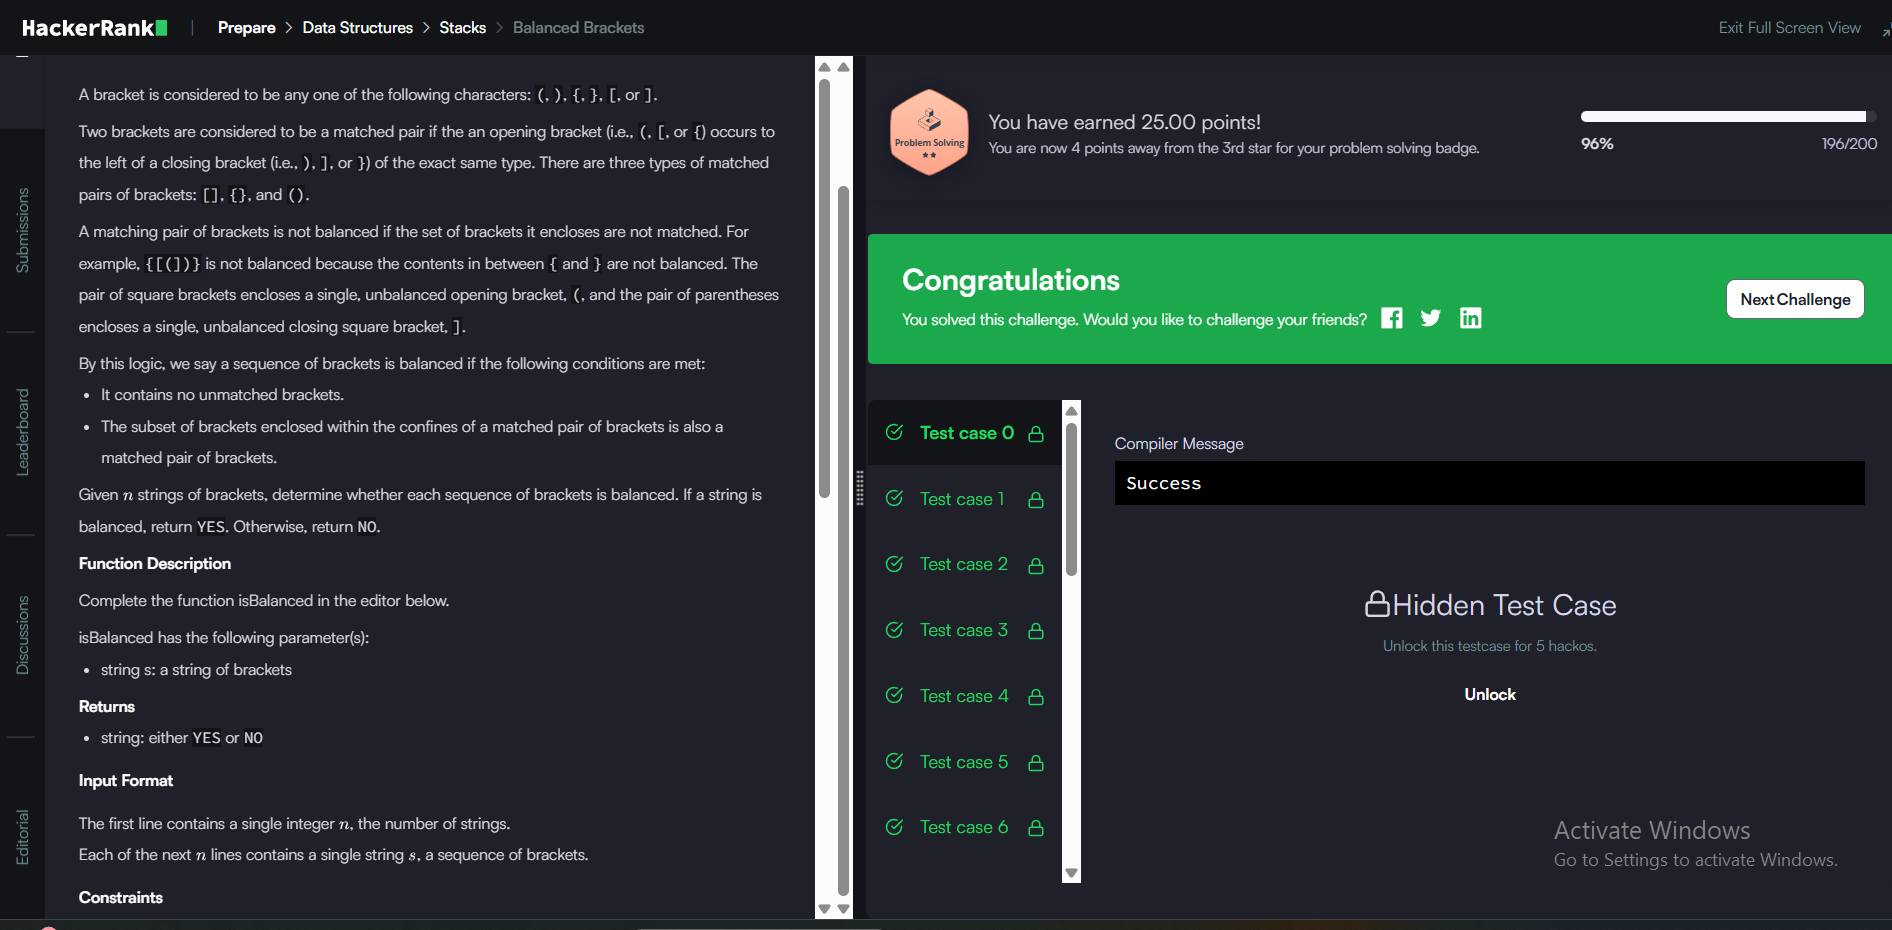 HackerRank
Prepare > Data Structures > Stacks > Balanced Brackets
Exit Full Screen View
Submissions
Leaderboard
Discussions
Editorial
A bracket is considered to be any one of the following characters: (, ), {, }, [, or ].
Two brackets are considered to be a matched pair if the an opening bracket (i.e., (, [, or {) occurs to
the left of a closing bracket (i.e., ), ], or }) of the exact same type. There are three types of matched
pairs of brackets: [], {}, and ().
A matching pair of brackets is not balanced if the set of brackets it encloses are not matched. For
example, {[(])} is not balanced because the contents in between { and } are not balanced. The
pair of square brackets encloses a single, unbalanced opening bracket, (, and the pair of parentheses
encloses a single, unbalanced closing square bracket, ].
By this logic, we say a sequence of brackets is balanced if the following conditions are met:
• It contains no unmatched brackets.
• The subset of brackets enclosed within the confines of a matched pair of brackets is also a
matched pair of brackets.
Given n strings of brackets, determine whether each sequence of brackets is balanced. If a string is
balanced, return YES. Otherwise, return NO.
Function Description
Complete the function isBalanced in the editor below.
isBalanced has the following parameter(s):
• string s: a string of brackets
Returns
• string: either YES or NO
Input Format
The first line contains a single integer n, the number of strings.
Each of the next n lines contains a single string s, a sequence of brackets.
Constraints
Problem Solving
You have earned 25.00 points!
You are now 4 points away from the 3rd star for your problem solving badge.
96%
196/200
Congratulations
You solved this challenge. Would you like to challenge your friends?
Next Challenge
Test case 0
Test case 1
Test case 2
Test case 3
Test case 4
Test case 5
Test case 6
Compiler Message
Success
Hidden Test Case
Unlock this testcase for 5 hackos.
Unlock
Activate Windows
Go to Settings to activate Windows.